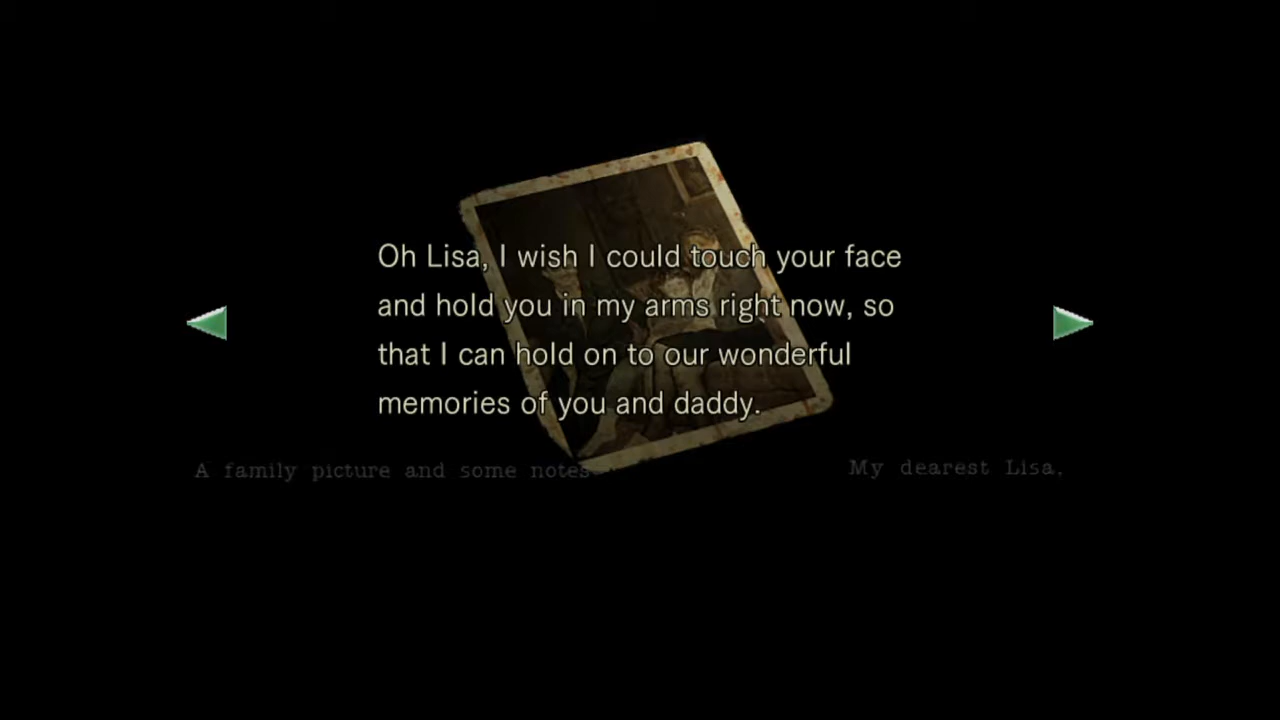 Oh Lisa, I wish I could touch your face
and hold you in my arms right now, so
that I can hold on to our wonderful
memories of you and daddy.
A family picture and some notes
My dearest Lisa,